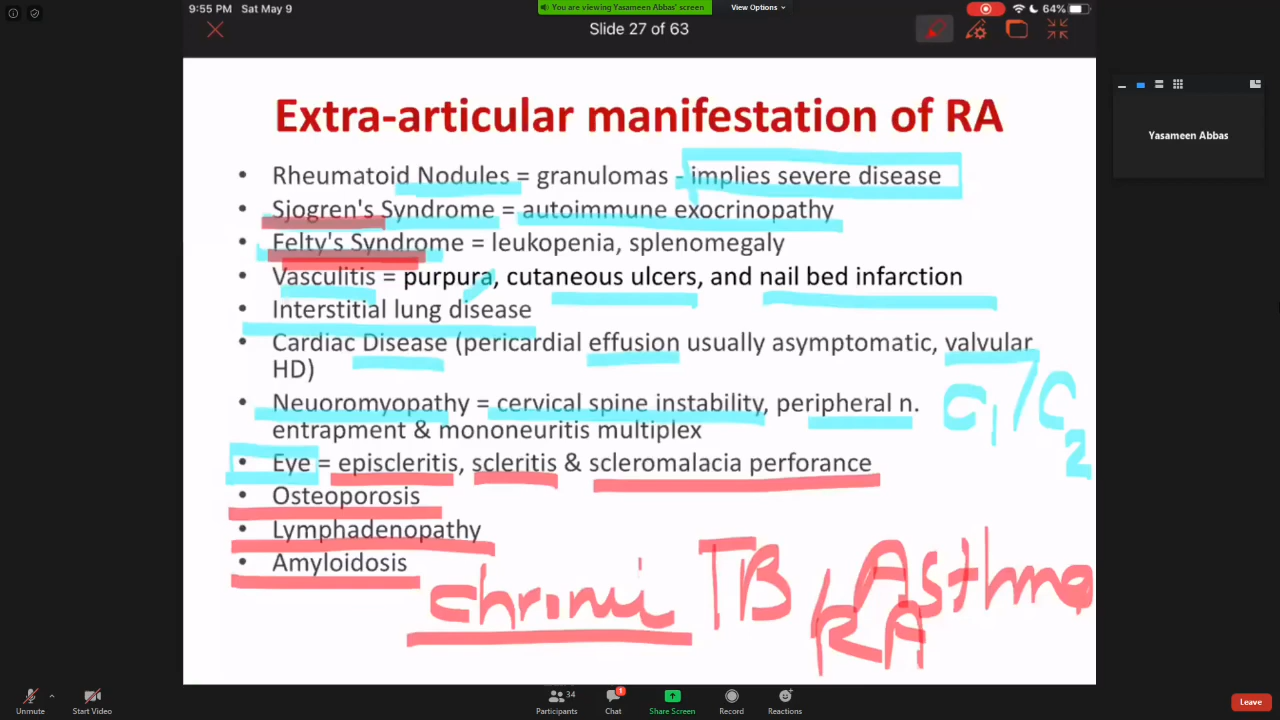 9:55 PM Sat May 9
You are viewing Yasameen Abbas' screen
View Options
64%
Slide 27 of 63
Extra-articular manifestation of RA
• Rheumatoid Nodules = granulomas - implies severe disease
• Sjogren's Syndrome = autoimmune exocrinopathy
• Felty's Syndrome = leukopenia, splenomegaly
• Vasculitis = purpura, cutaneous ulcers, and nail bed infarction
• Interstitial lung disease
• Cardiac Disease (pericardial effusion usually asymptomatic, valvular
HD)
C1/C2
• Neuoromyopathy = cervical spine instability, peripheral n.
entrapment & mononeuritis multiplex
• Eye = episcleritis, scleritis & scleromalacia perforance
• Osteoporosis
• Lymphadenopathy
• Amyloidosis
chroni TB / Asthma
RA
Yasameen Abbas
Unmute
Start Video
34
Participants
1
Chat
Share Screen
Record
Reactions
Leave